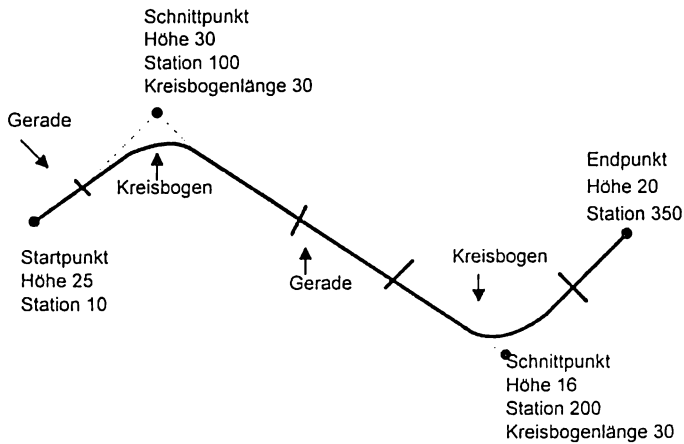 Schnittpunkt
Höhe 30
Station 100
Kreisbogenlänge 30
Gerade
Kreisbogen
Startpunkt
Höhe 25
Station 10
Gerade
Kreisbogen
Endpunkt
Höhe 20
Station 350
Schnittpunkt
Höhe 16
Station 200
Kreisbogenlänge 30